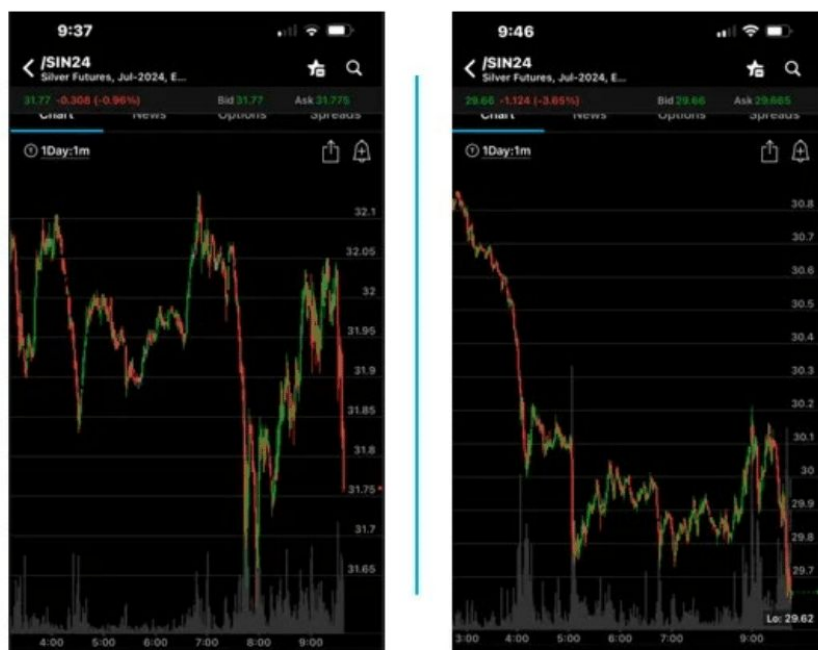 9:37
/SIN24
Silver Futures, Jul-2024, E...
31.77 -0.308 (-0.96%) Bid 31.77 Ask 31.775
Chart News Options Spreads
1Day:1m
32.1
32.05
32
31.95
31.9
31.85
31.8
31.75
31.7
31.65
4:00 5:00 6:00 7:00 8:00 9:00
9:46
/SIN24
Silver Futures, Jul-2024, E...
29.66 -1.124 (-3.65%) Bid 29.66 Ask 29.665
Chart News Options Spreads
1Day:1m
30.8
30.7
30.6
30.5
30.4
30.3
30.2
30.1
30
29.9
29.8
29.7
Lo: 29.62
3:00 4:00 5:00 6:00 7:00 9:00